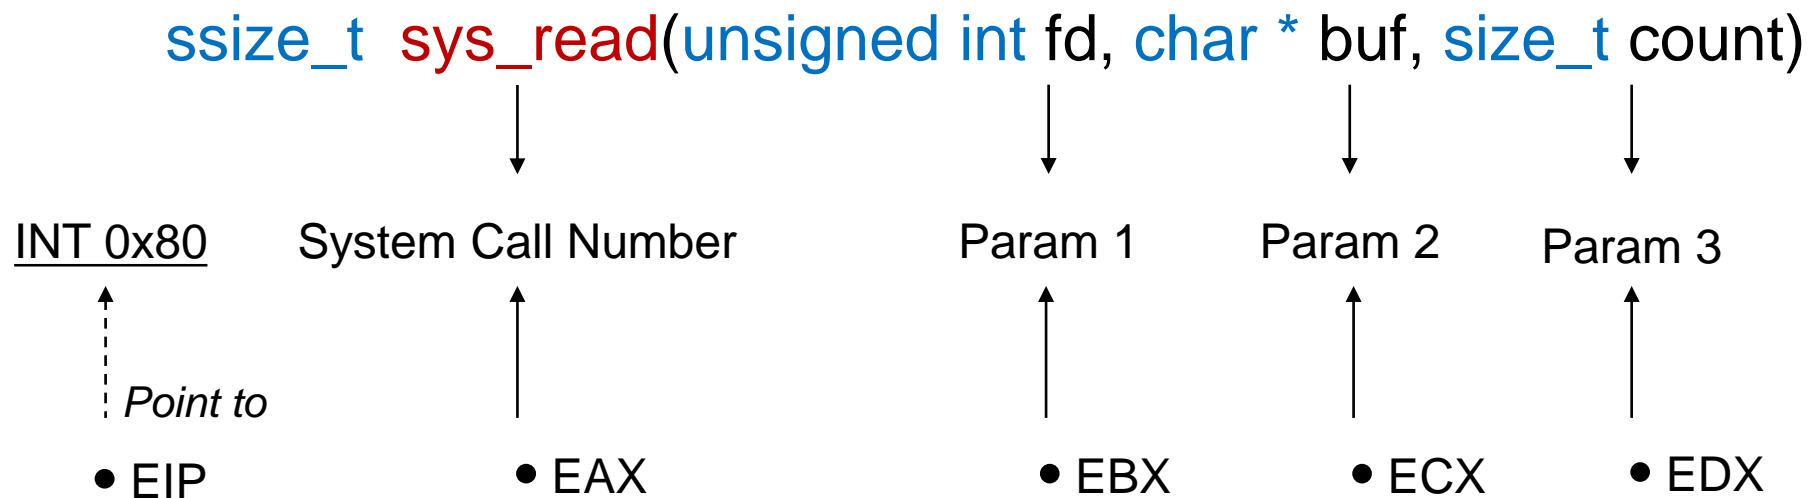 ssize_t sys_read(unsigned int fd, char * buf, size_t count)
INT 0x80 System Call Number Param 1 Param 2 Param 3
Point to
• EIP • EAX • EBX • ECX • EDX